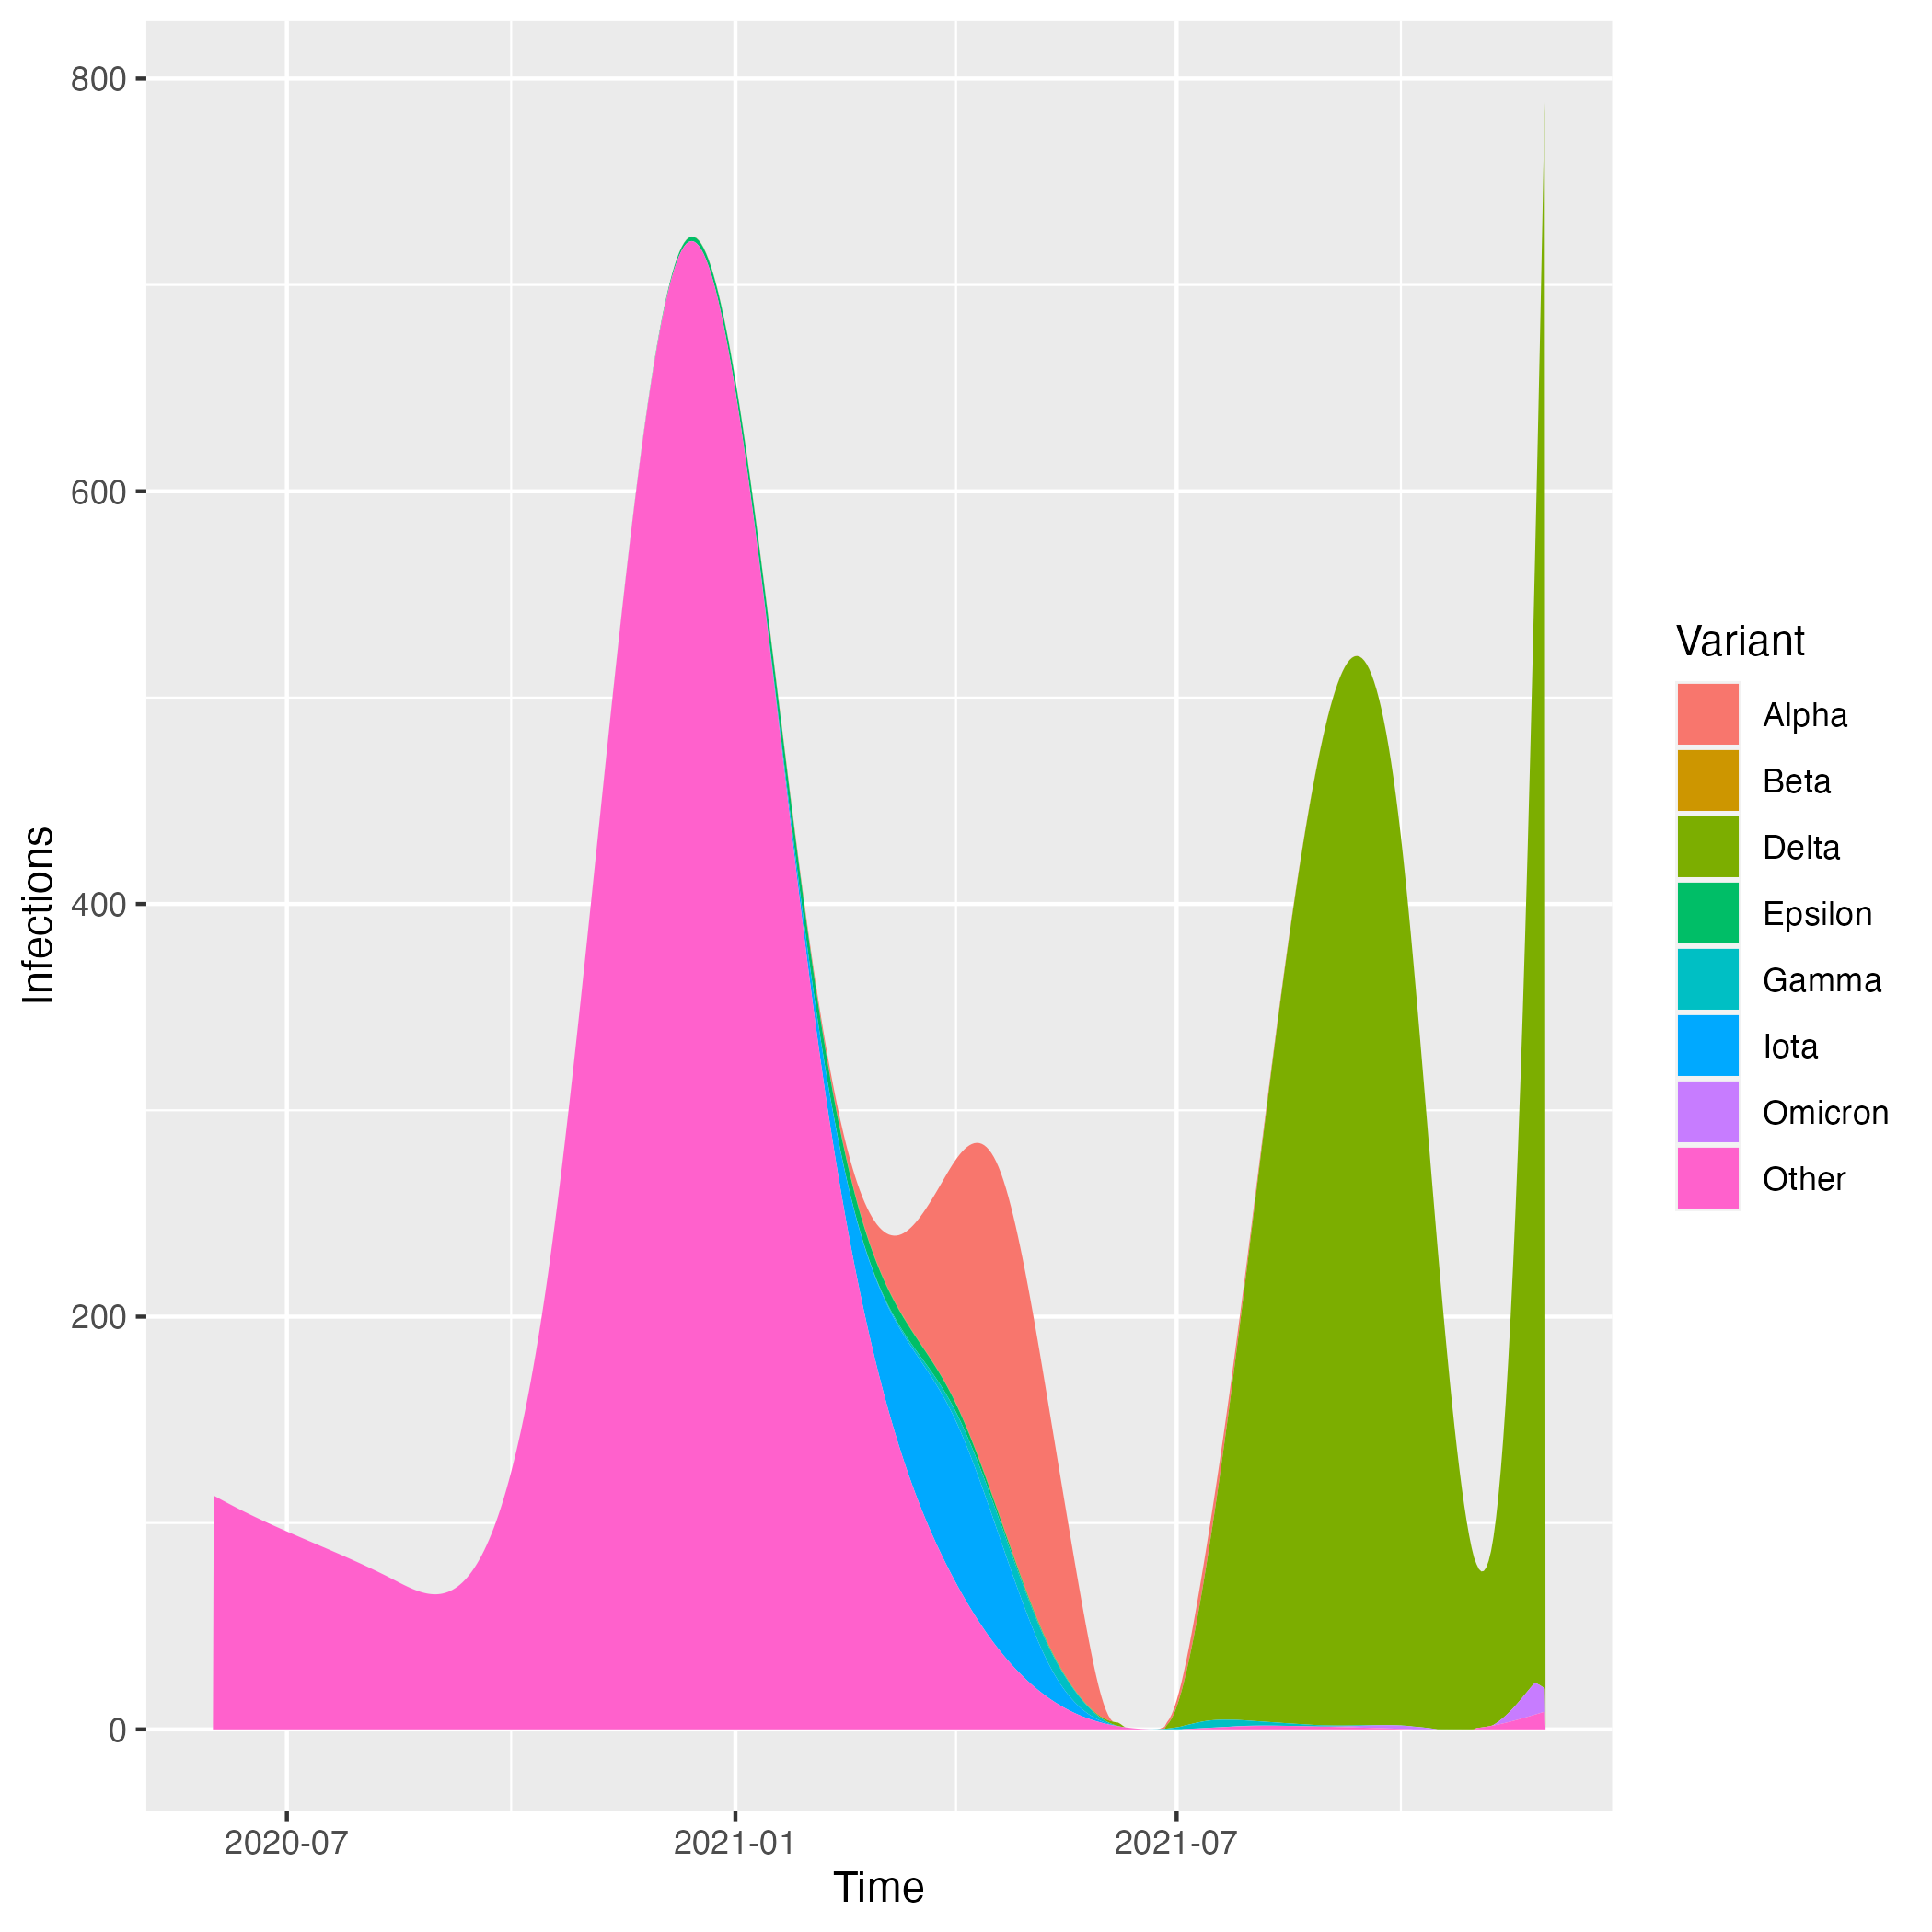 Infections
800
600
400
200
0
2020-07
2021-01
2021-07
Time
Variant
Alpha
Beta
Delta
Epsilon
Gamma
Iota
Omicron
Other